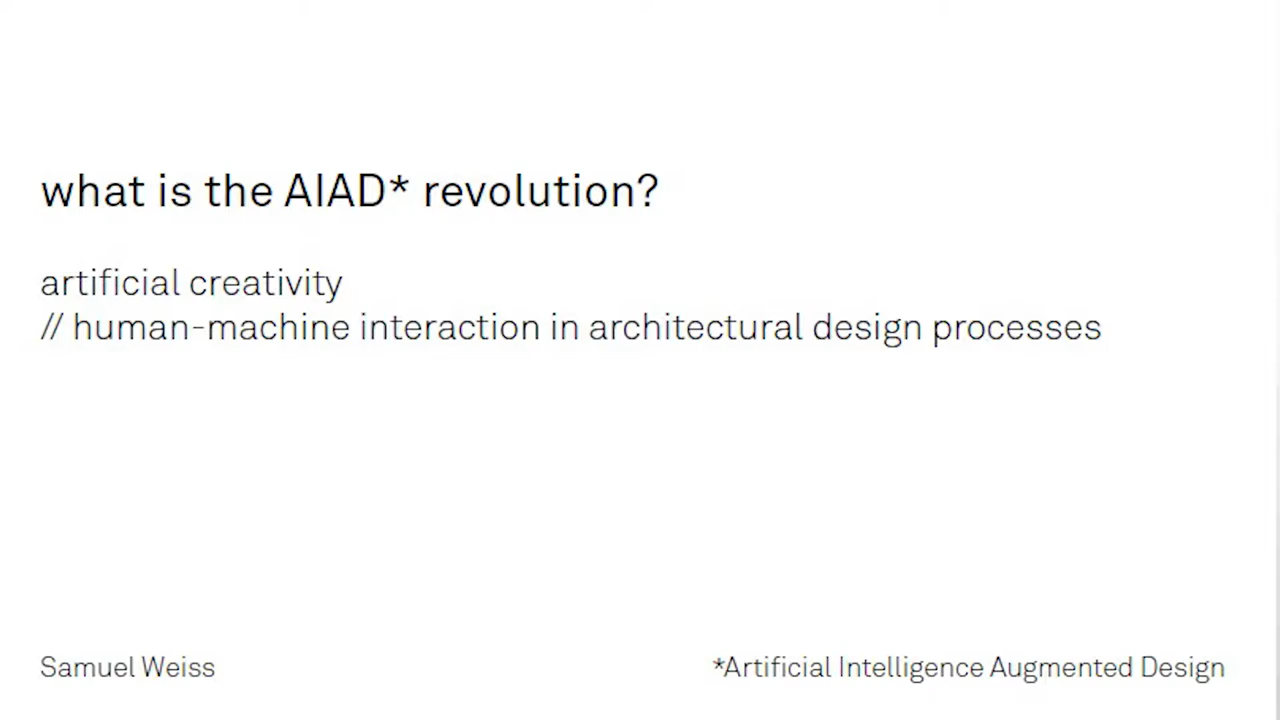 what is the AIAD* revolution?
artificial creativity
// human-machine interaction in architectural design processes
Samuel Weiss
*Artificial Intelligence Augmented Design